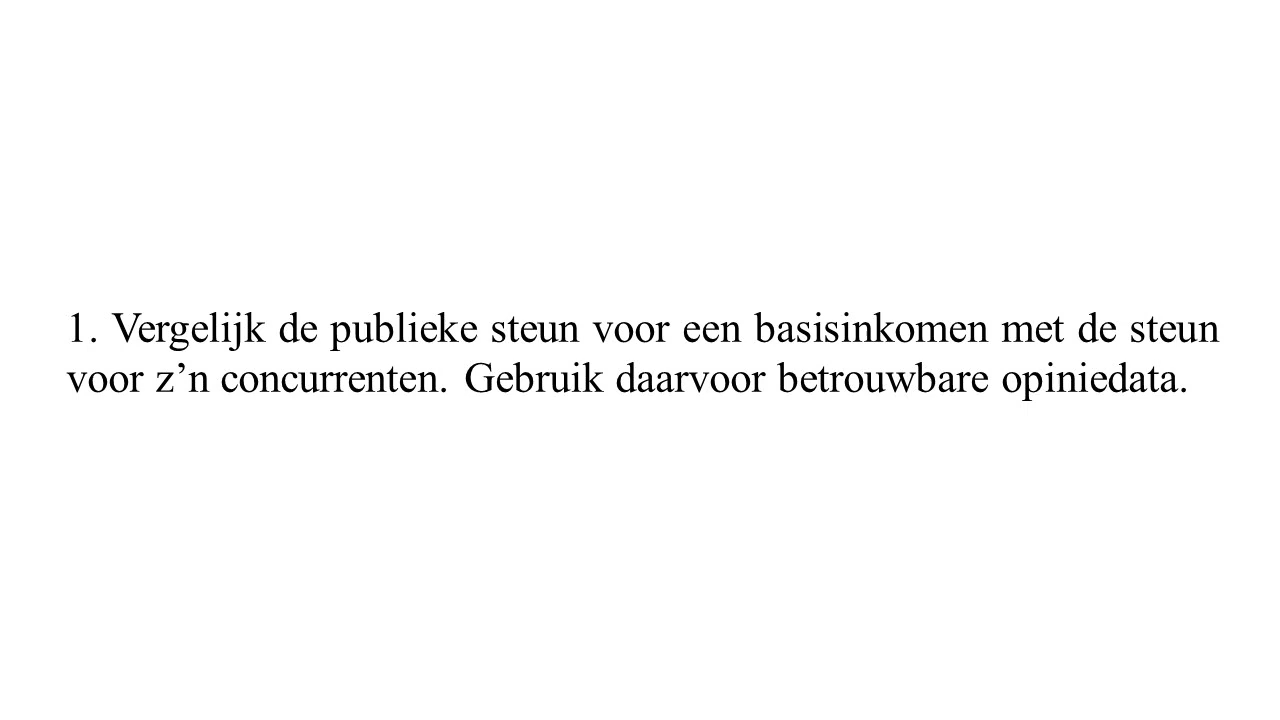 1. Vergelijk de publieke steun voor een basisinkomen met de steun
voor z’n concurrenten. Gebruik daarvoor betrouwbare opiniedata.